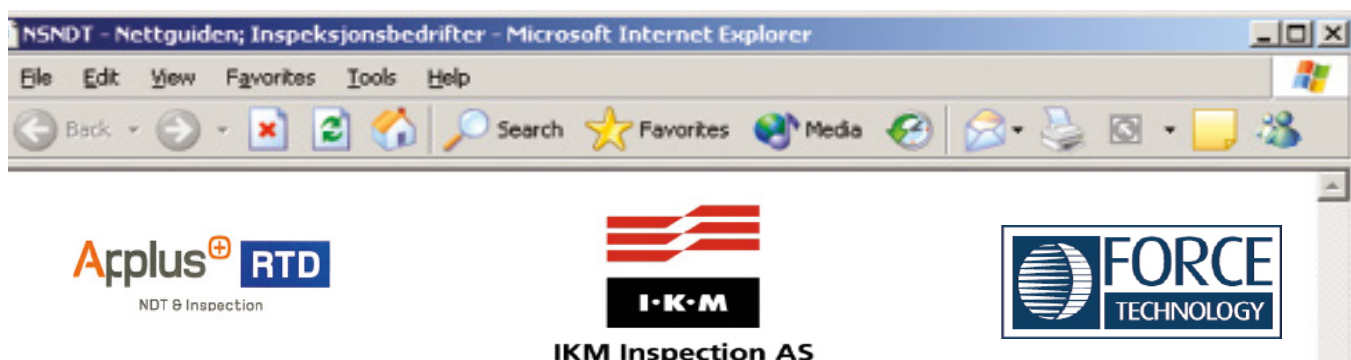 NSNDT - Nettguiden; Inspeksjonsbedrifter - Microsoft Internet Explorer
File Edit View Favorites Tools Help
Back Search Favorites Media
Applus+ RTD
NDT & Inspection
I·K·M
IKM Inspection AS
FORCE
TECHNOLOGY